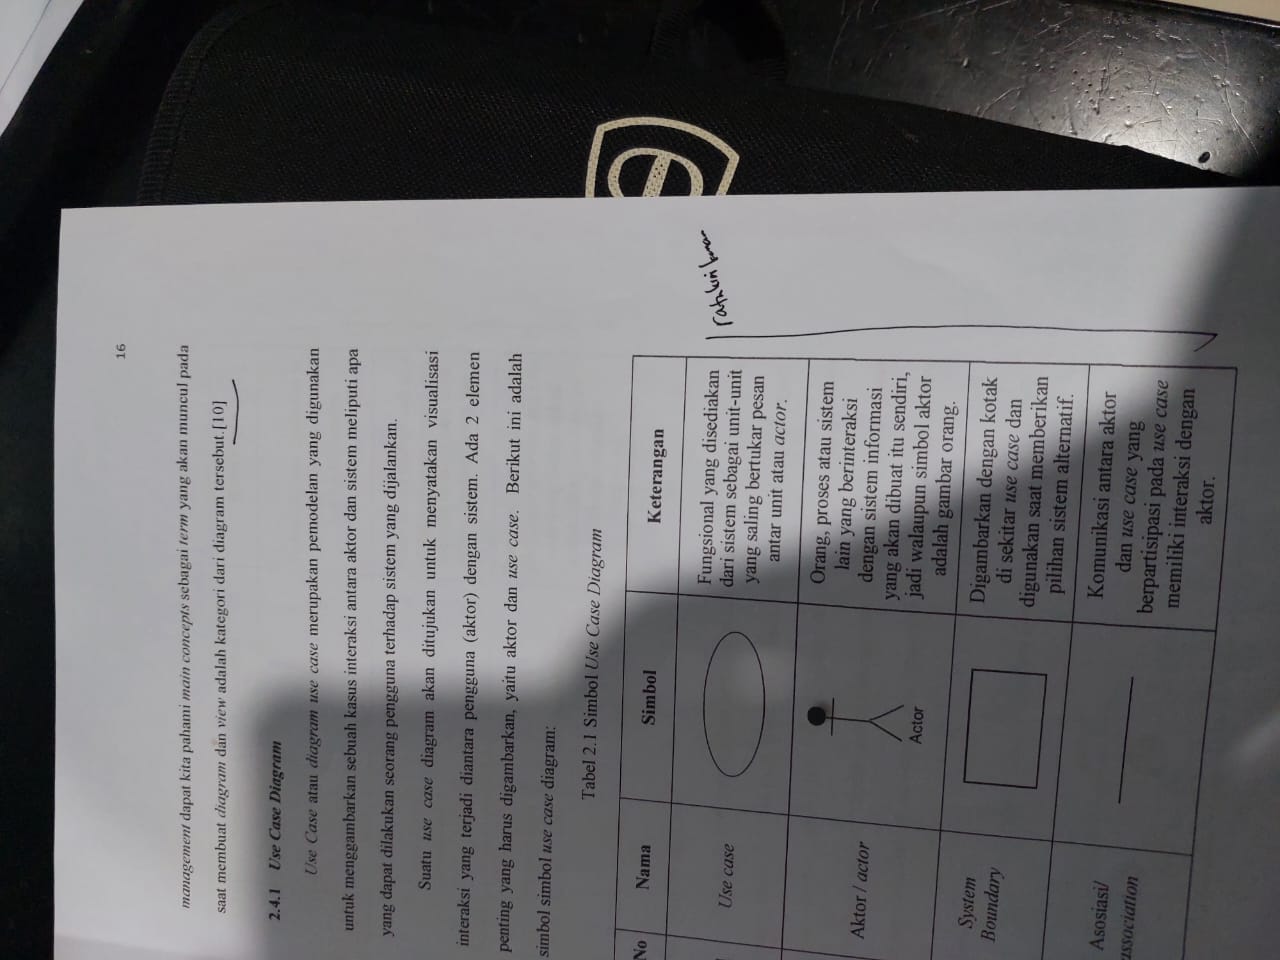 16
management dapat kita pahami main concepts sebagai term yang akan muncul pada
saat membuat diagram dan view adalah kategori dari diagram tersebut.[10]
2.4.1 Use Case Diagram
Use Case atau diagram use case merupakan pemodelan yang digunakan
untuk menggambarkan sebuah kasus interaksi antara aktor dan sistem meliputi apa
yang dapat dilakukan seorang pengguna terhadap sistem yang dijalankan.
Suatu use case diagram akan ditujukan untuk menyatakan visualisasi
interaksi yang terjadi diantara pengguna (aktor) dengan sistem. Ada 2 elemen
penting yang harus digambarkan, yaitu aktor dan use case. Berikut ini adalah
simbol simbol use case diagram:
Tabel 2.1 Simbol Use Case Diagram
No Nama Simbol Keterangan
Use case
Fungsional yang disediakan
dari sistem sebagai unit-unit
yang saling bertukar pesan
antar unit atau actor.
Aktor / actor
Actor
Orang, proses atau sistem
lain yang berinteraksi
dengan sistem informasi
yang akan dibuat itu sendiri,
jadi walaupun simbol aktor
adalah gambar orang.
System
Boundary
Digambarkan dengan kotak
di sekitar use case dan
digunakan saat memberikan
pilihan sistem alternatif.
Asosiasi/
association
Komunikasi antara aktor
dan use case yang
berpartisipasi pada use case
memiliki interaksi dengan
aktor.